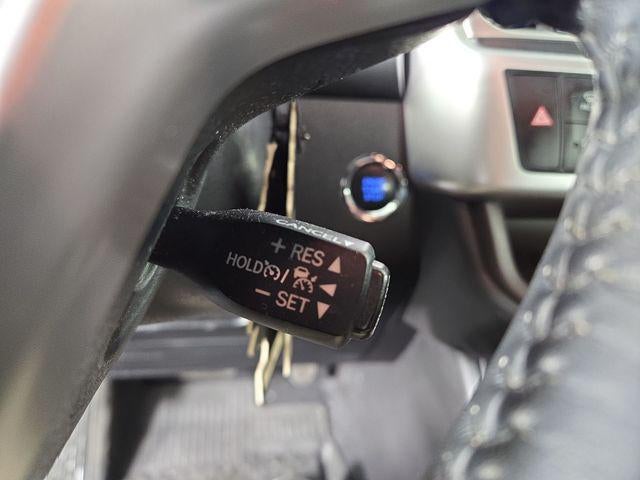 CANCEL
+ RES
HOLD /
− SET